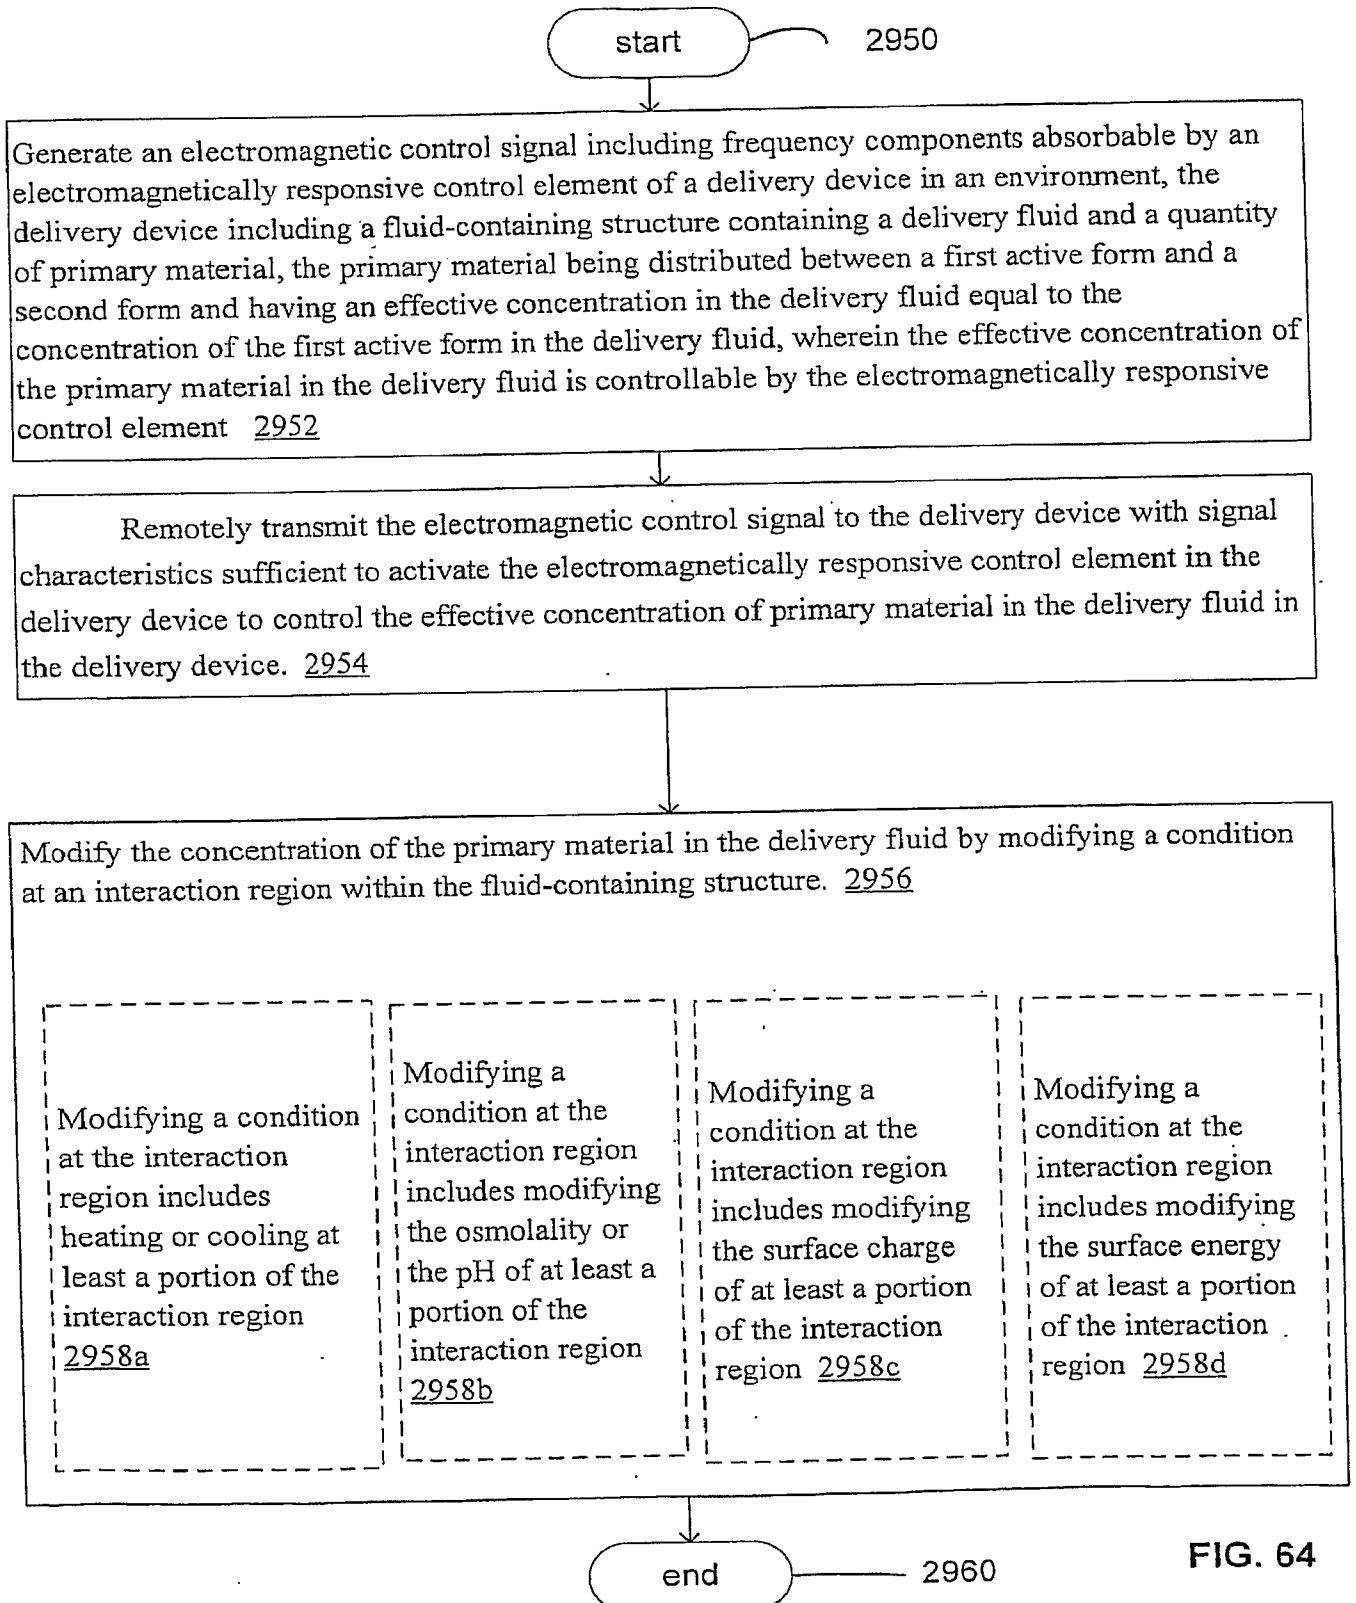 start
2950
Generate an electromagnetic control signal including frequency components absorbable by an
electromagnetically responsive control element of a delivery device in an environment, the
delivery device including a fluid-containing structure containing a delivery fluid and a quantity
of primary material, the primary material being distributed between a first active form and a
second form and having an effective concentration in the delivery fluid equal to the
concentration of the first active form in the delivery fluid, wherein the effective concentration of
the primary material in the delivery fluid is controllable by the electromagnetically responsive
control element 2952
Remotely transmit the electromagnetic control signal to the delivery device with signal
characteristics sufficient to activate the electromagnetically responsive control element in the
delivery device to control the effective concentration of primary material in the delivery fluid in
the delivery device. 2954
Modify the concentration of the primary material in the delivery fluid by modifying a condition
at an interaction region within the fluid-containing structure. 2956
Modifying a condition
at the interaction
region includes
heating or cooling at
least a portion of the
interaction region
2958a
Modifying a
condition at the
interaction region
includes modifying
the osmolality or
the pH of at least a
portion of the
interaction region
2958b
Modifying a
condition at the
interaction region
includes modifying
the surface charge
of at least a portion
of the interaction
region 2958c
Modifying a
condition at the
interaction region
includes modifying
the surface energy
of at least a portion
of the interaction
region 2958d
end
2960
FIG. 64